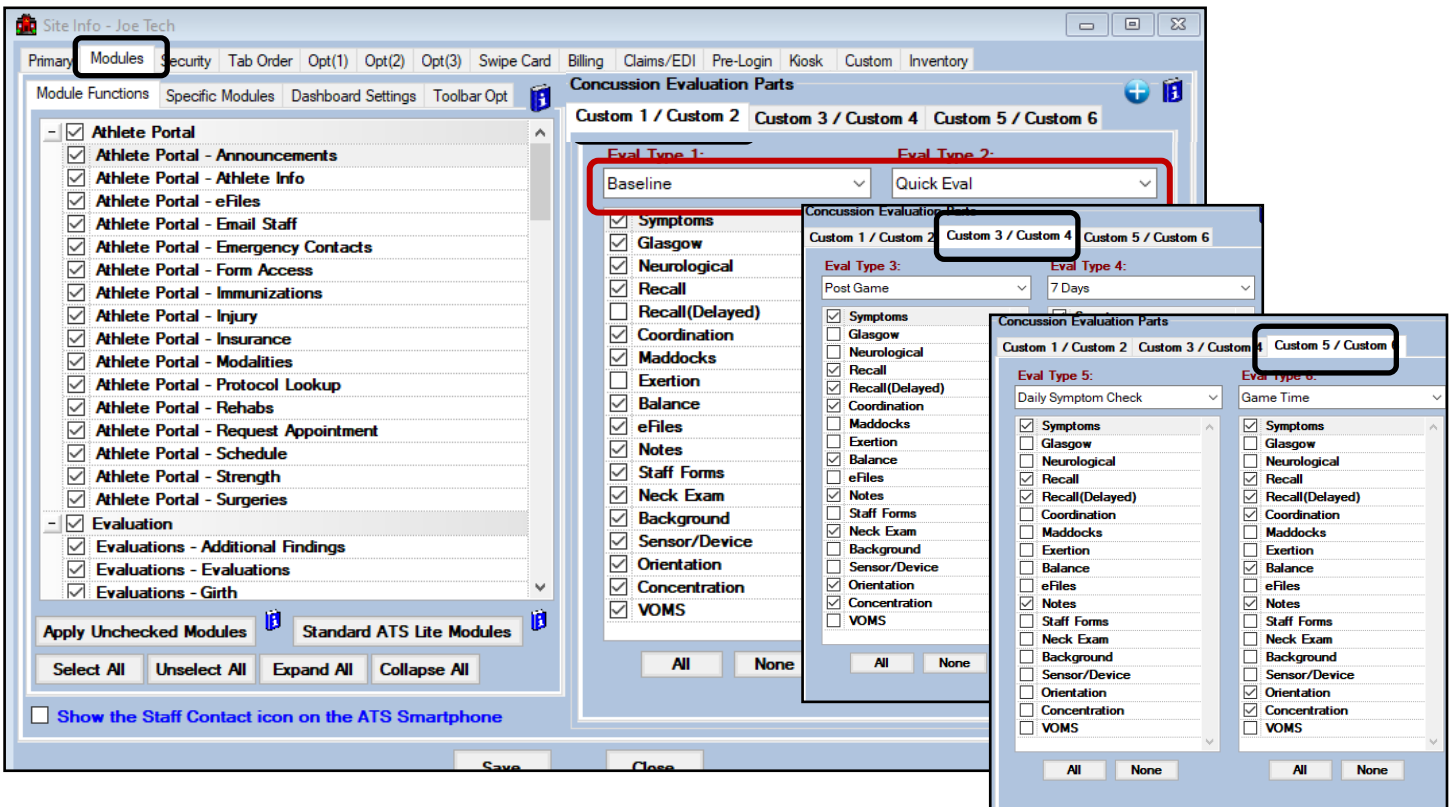 Site Info - Joe Tech
Primary Modules Security Tab Order Opt(1) Opt(2) Opt(3) Swipe Card Billing Claims/EDI Pre-Login Kiosk Custom Inventory
Module Functions Specific Modules Dashboard Settings Toolbar Opt
Athlete Portal
Athlete Portal - Announcements
Athlete Portal - Athlete Info
Athlete Portal - eFiles
Athlete Portal - Email Staff
Athlete Portal - Emergency Contacts
Athlete Portal - Form Access
Athlete Portal - Immunizations
Athlete Portal - Injury
Athlete Portal - Insurance
Athlete Portal - Modalities
Athlete Portal - Protocol Lookup
Athlete Portal - Rehabs
Athlete Portal - Request Appointment
Athlete Portal - Schedule
Athlete Portal - Strength
Athlete Portal - Surgeries
Evaluation
Evaluations - Additional Findings
Evaluations - Evaluations
Evaluations - Girth
Apply Unchecked Modules Standard ATS Lite Modules
Select All Unselect All Expand All Collapse All
Show the Staff Contact icon on the ATS Smartphone
Save Close
Concussion Evaluation Parts
Custom 1 / Custom 2 Custom 3 / Custom 4 Custom 5 / Custom 6
Eval Type 1: Eval Type 2:
Baseline Quick Eval
Symptoms
Glasgow
Neurological
Recall
Recall(Delayed)
Coordination
Maddocks
Exertion
Balance
eFiles
Notes
Staff Forms
Neck Exam
Background
Sensor/Device
Orientation
Concentration
VOMS
All None
Concussion Evaluation Parts
Custom 1 / Custom 2 Custom 3 / Custom 4 Custom 5 / Custom 6
Eval Type 3: Eval Type 4:
Post Game 7 Days
Symptoms
Glasgow
Neurological
Recall
Recall(Delayed)
Coordination
Maddocks
Exertion
Balance
eFiles
Notes
Staff Forms
Neck Exam
Background
Sensor/Device
Orientation
Concentration
VOMS
All None
Concussion Evaluation Parts
Custom 1 / Custom 2 Custom 3 / Custom 4 Custom 5 / Custom 6
Eval Type 5: Eval Type 6:
Daily Symptom Check Game Time
Symptoms Symptoms
Glasgow Glasgow
Neurological Neurological
Recall Recall
Recall(Delayed) Recall(Delayed)
Coordination Coordination
Maddocks Maddocks
Exertion Exertion
Balance Balance
eFiles eFiles
Notes Notes
Staff Forms Staff Forms
Neck Exam Neck Exam
Background Background
Sensor/Device Sensor/Device
Orientation Orientation
Concentration Concentration
VOMS VOMS
All None All None